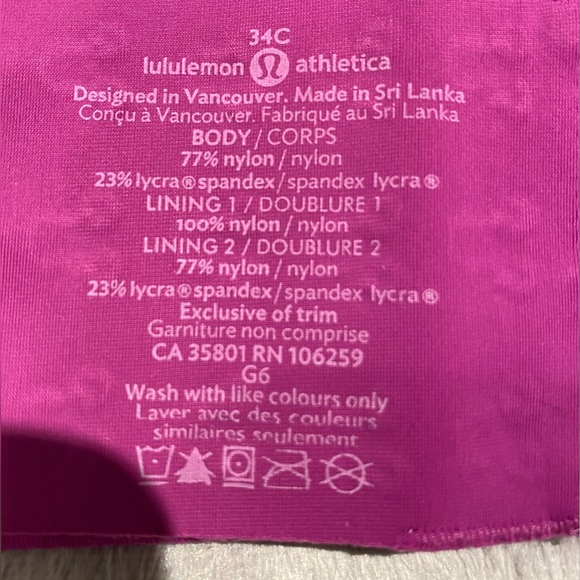 34C
lululemon athletica
Designed in Vancouver. Made in Sri Lanka
Conçu à Vancouver. Fabriqué au Sri Lanka
BODY / CORPS
77% nylon / nylon
23% lycra®spandex/spandex lycra®
LINING 1 / DOUBLURE 1
100% nylon / nylon
LINING 2 / DOUBLURE 2
77% nylon / nylon
23% lycra®spandex/spandex lycra®
Exclusive of trim
Garniture non comprise
CA 35801 RN 106259
G6
Wash with like colours only
Laver avec des couleurs
similaires seulement